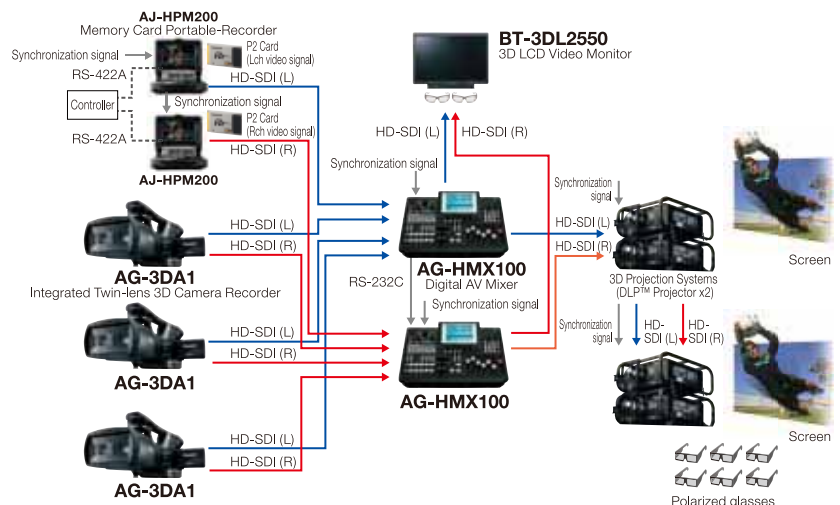 AJ-HPM200
Memory Card Portable-Recorder
Synchronization signal
P2 Card
(Lch video signal)
RS-422A
HD-SDI (L)
Controller
Synchronization signal
P2 Card
(Rch video signal)
RS-422A
HD-SDI (R)
AJ-HPM200
BT-3DL2550
3D LCD Video Monitor
HD-SDI (L)
HD-SDI (R)
Synchronization signal
HD-SDI (L)
HD-SDI (R)
AG-3DA1
Integrated Twin-lens 3D Camera Recorder
HD-SDI (L)
HD-SDI (R)
AG-3DA1
HD-SDI (L)
HD-SDI (R)
AG-3DA1
AG-HMX100
Digital AV Mixer
RS-232C
Synchronization signal
AG-HMX100
HD-SDI (L)
HD-SDI (R)
Synchronization
signal
3D Projection Systems
(DLP™ Projector x2)
Screen
Synchronization
signal
HD-
SDI (L)
HD-
SDI (R)
Screen
Polarized glasses